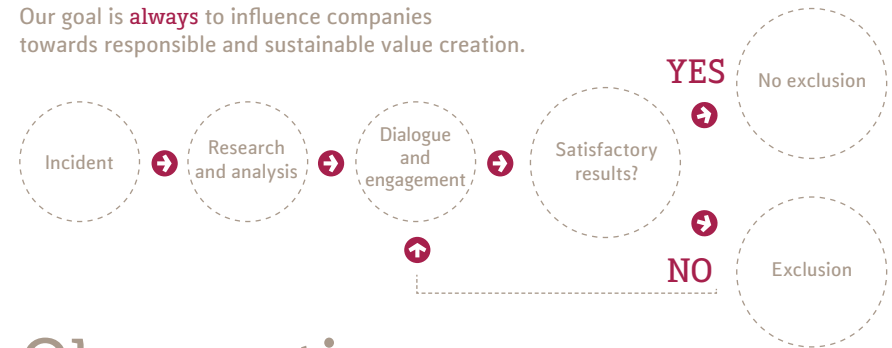 Our goal is always to influence companies
towards responsible and sustainable value creation.
Incident
Research
and analysis
Dialogue
and
engagement
Satisfactory
results?
YES
No exclusion
NO
Exclusion